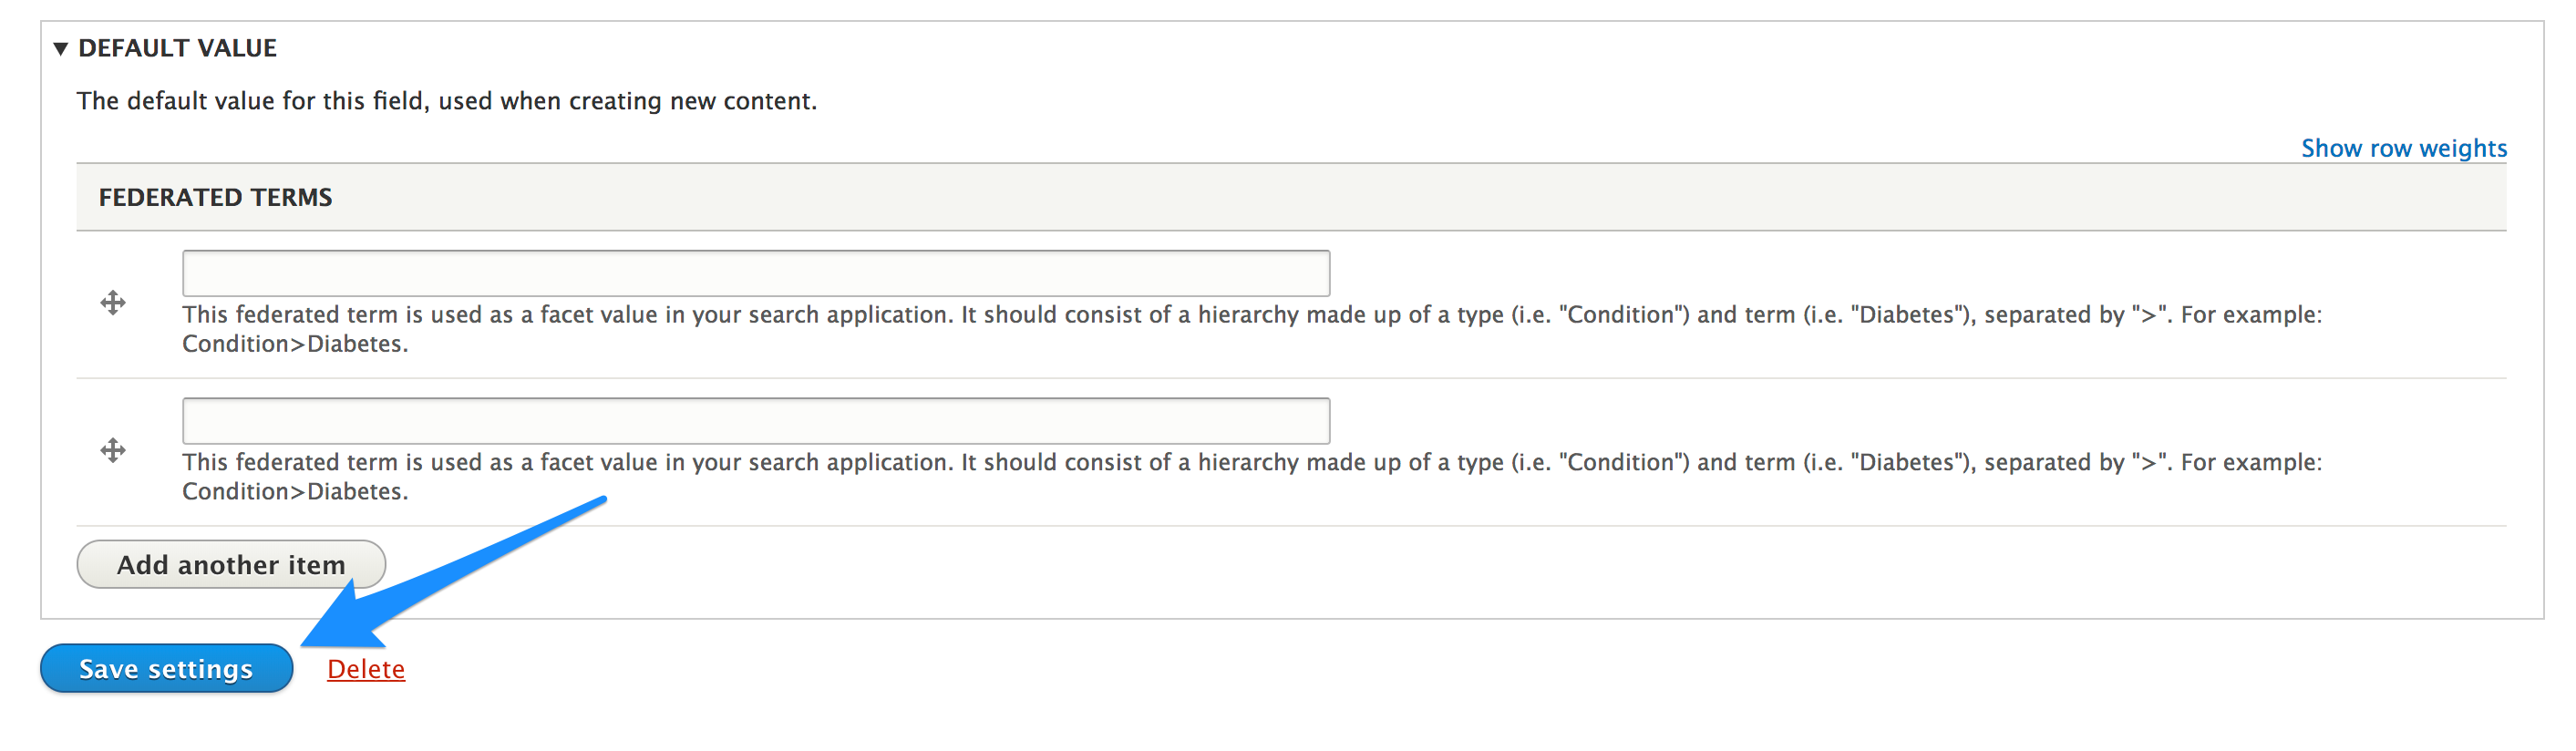 ▼ DEFAULT VALUE
The default value for this field, used when creating new content.
Show row weights
FEDERATED TERMS
This federated term is used as a facet value in your search application. It should consist of a hierarchy made up of a type (i.e. "Condition") and term (i.e. "Diabetes"), separated by ">". For example:
Condition>Diabetes.
This federated term is used as a facet value in your search application. It should consist of a hierarchy made up of a type (i.e. "Condition") and term (i.e. "Diabetes"), separated by ">". For example:
Condition>Diabetes.
Add another item
Save settings Delete